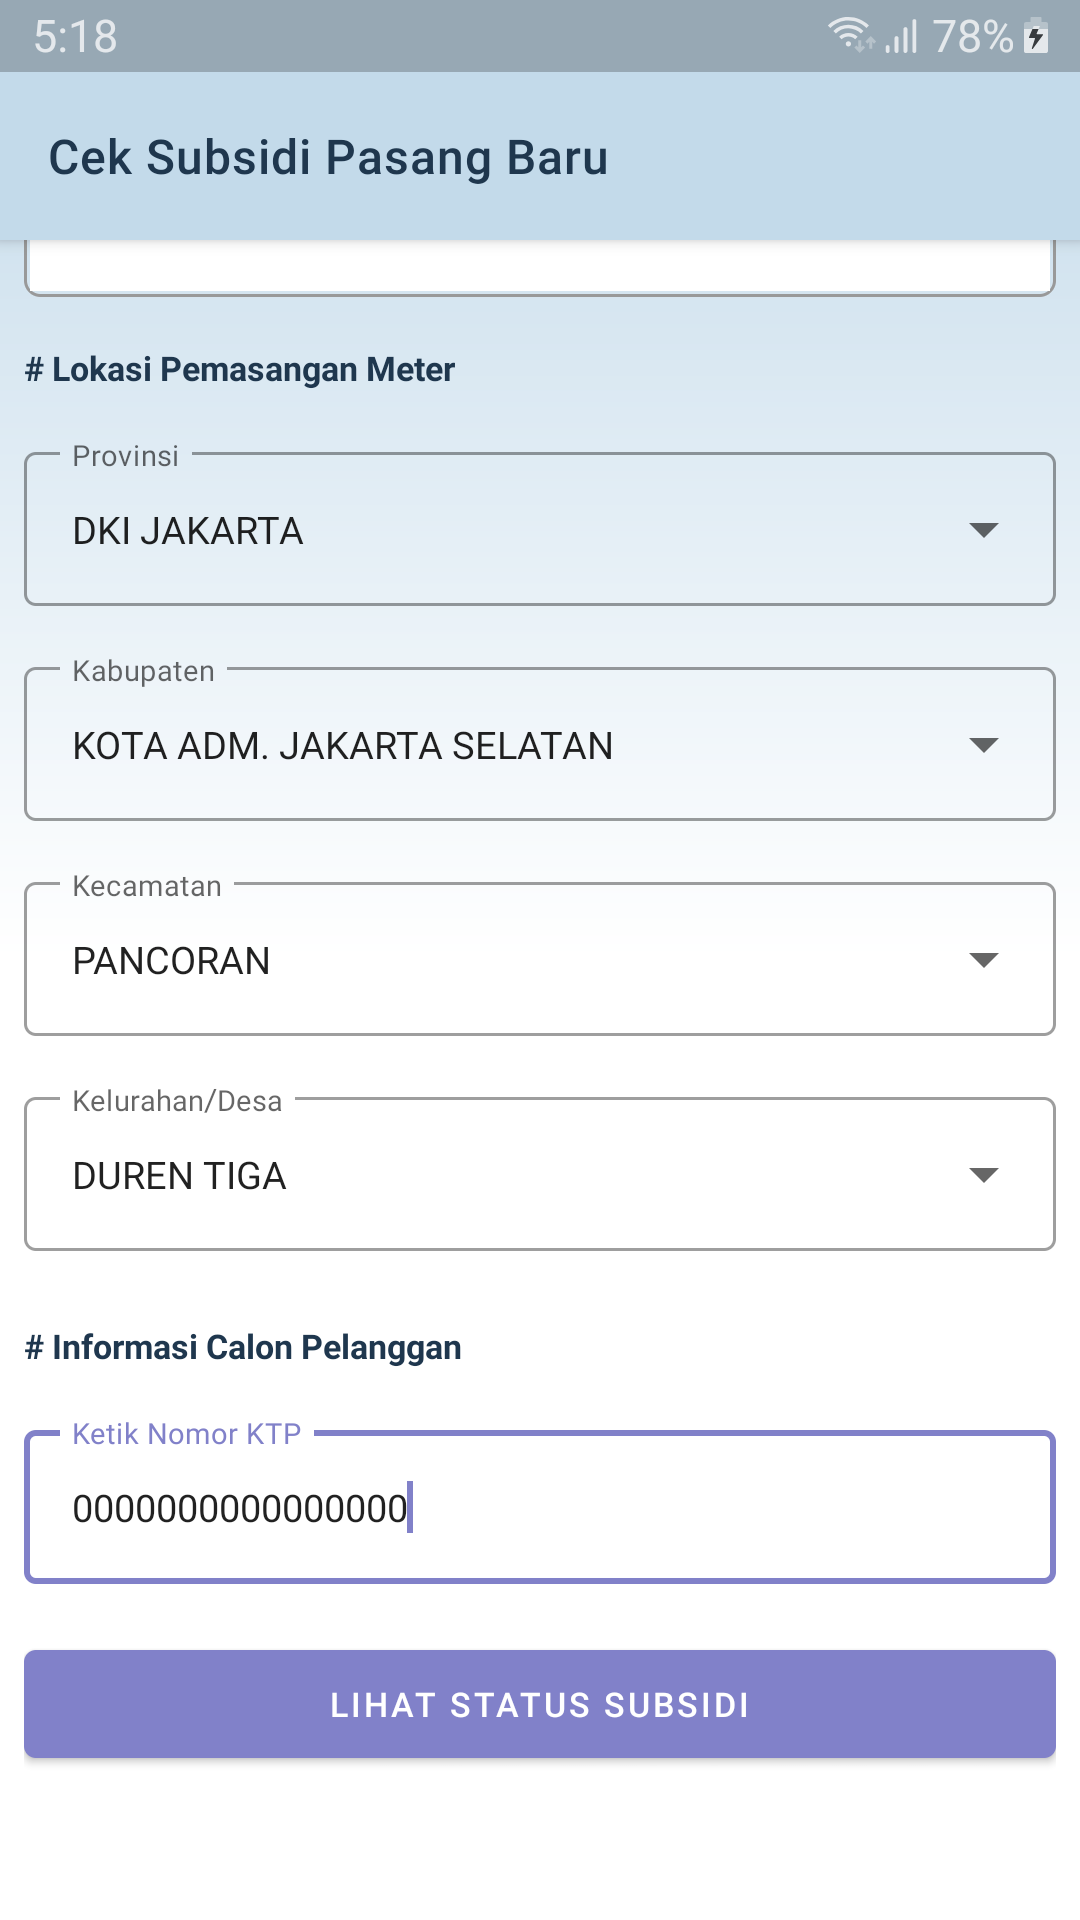 5:18
78%
Cek Subsidi Pasang Baru
# Lokasi Pemasangan Meter
Provinsi
DKI JAKARTA
Kabupaten
KOTA ADM. JAKARTA SELATAN
Kecamatan
PANCORAN
Kelurahan/Desa
DUREN TIGA
# Informasi Calon Pelanggan
Ketik Nomor KTP
0000000000000000
LIHAT STATUS SUBSIDI